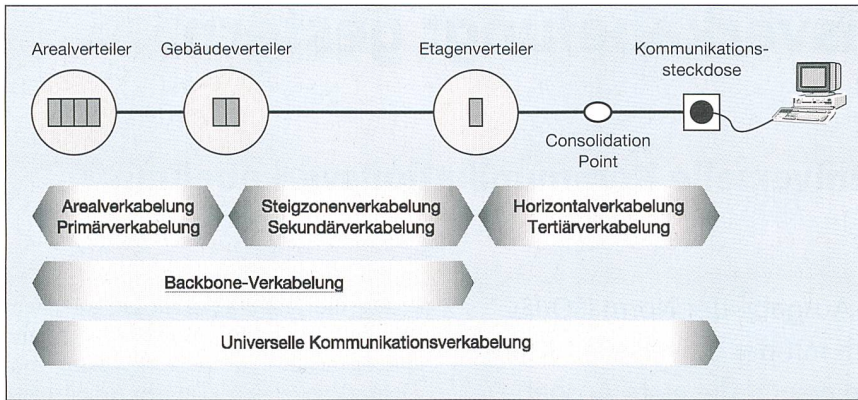 Arealverteiler Gebäudeverteiler Etagenverteiler Kommunikations-
steckdose
Consolidation
Point
Arealverkabelung Steigzonenverkabelung Horizontalverkabelung
Primärverkabelung Sekundärverkabelung Tertiärverkabelung
Backbone-Verkabelung
Universelle Kommunikationsverkabelung